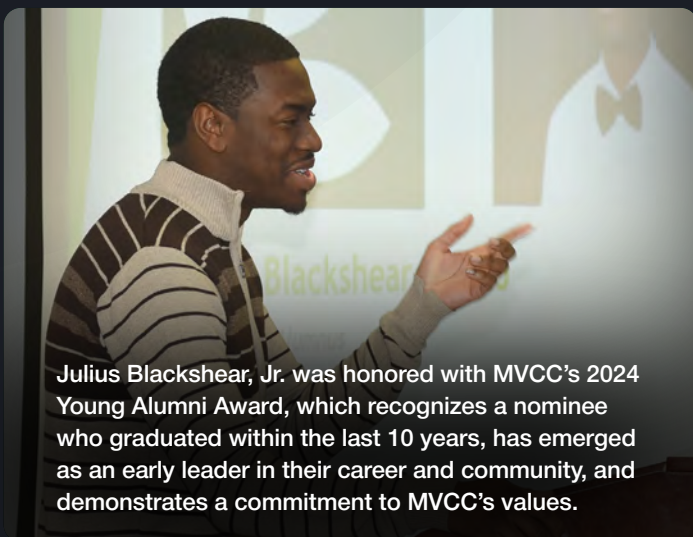 Blackshear
Julius Blackshear, Jr. was honored with MVCC’s 2024
Young Alumni Award, which recognizes a nominee
who graduated within the last 10 years, has emerged
as an early leader in their career and community, and
demonstrates a commitment to MVCC’s values.